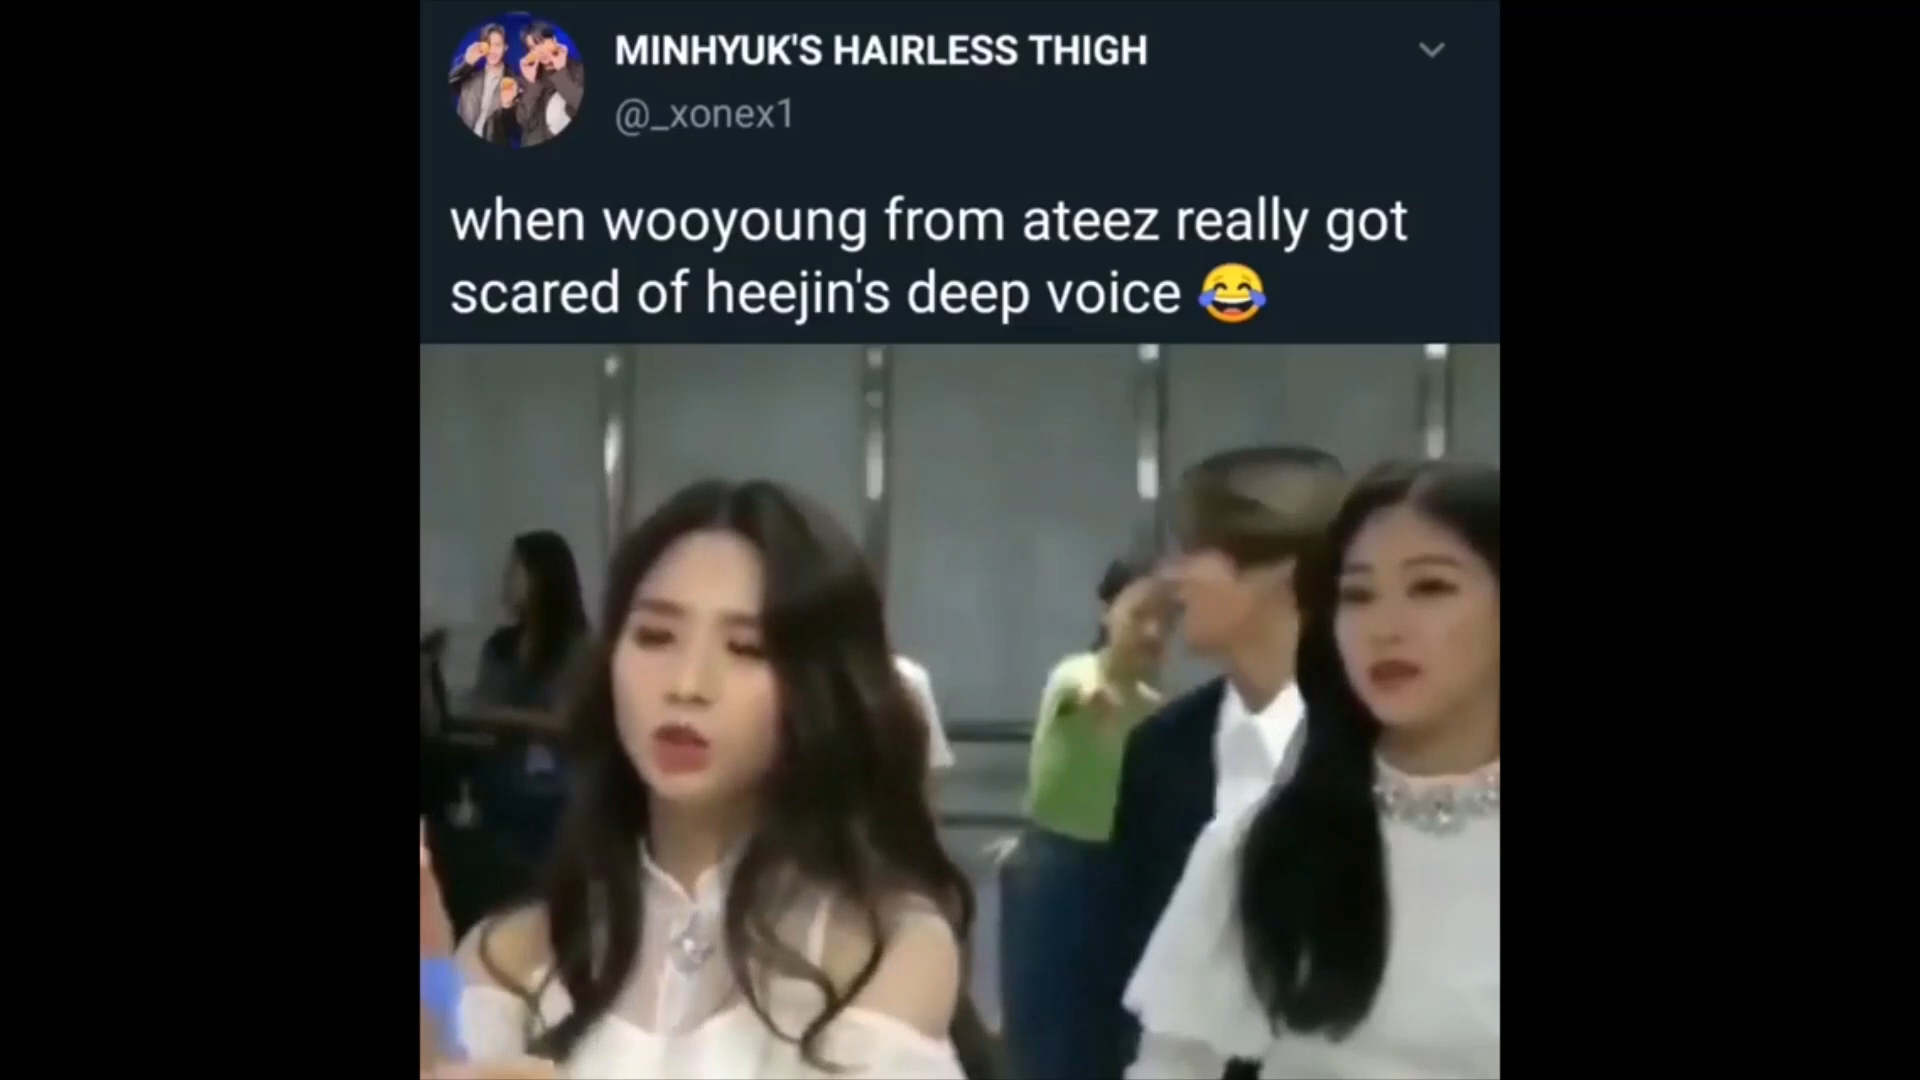 MINHYUK'S HAIRLESS THIGH
@_xonex1
when wooyoung from ateez really got
scared of heejin's deep voice 😂